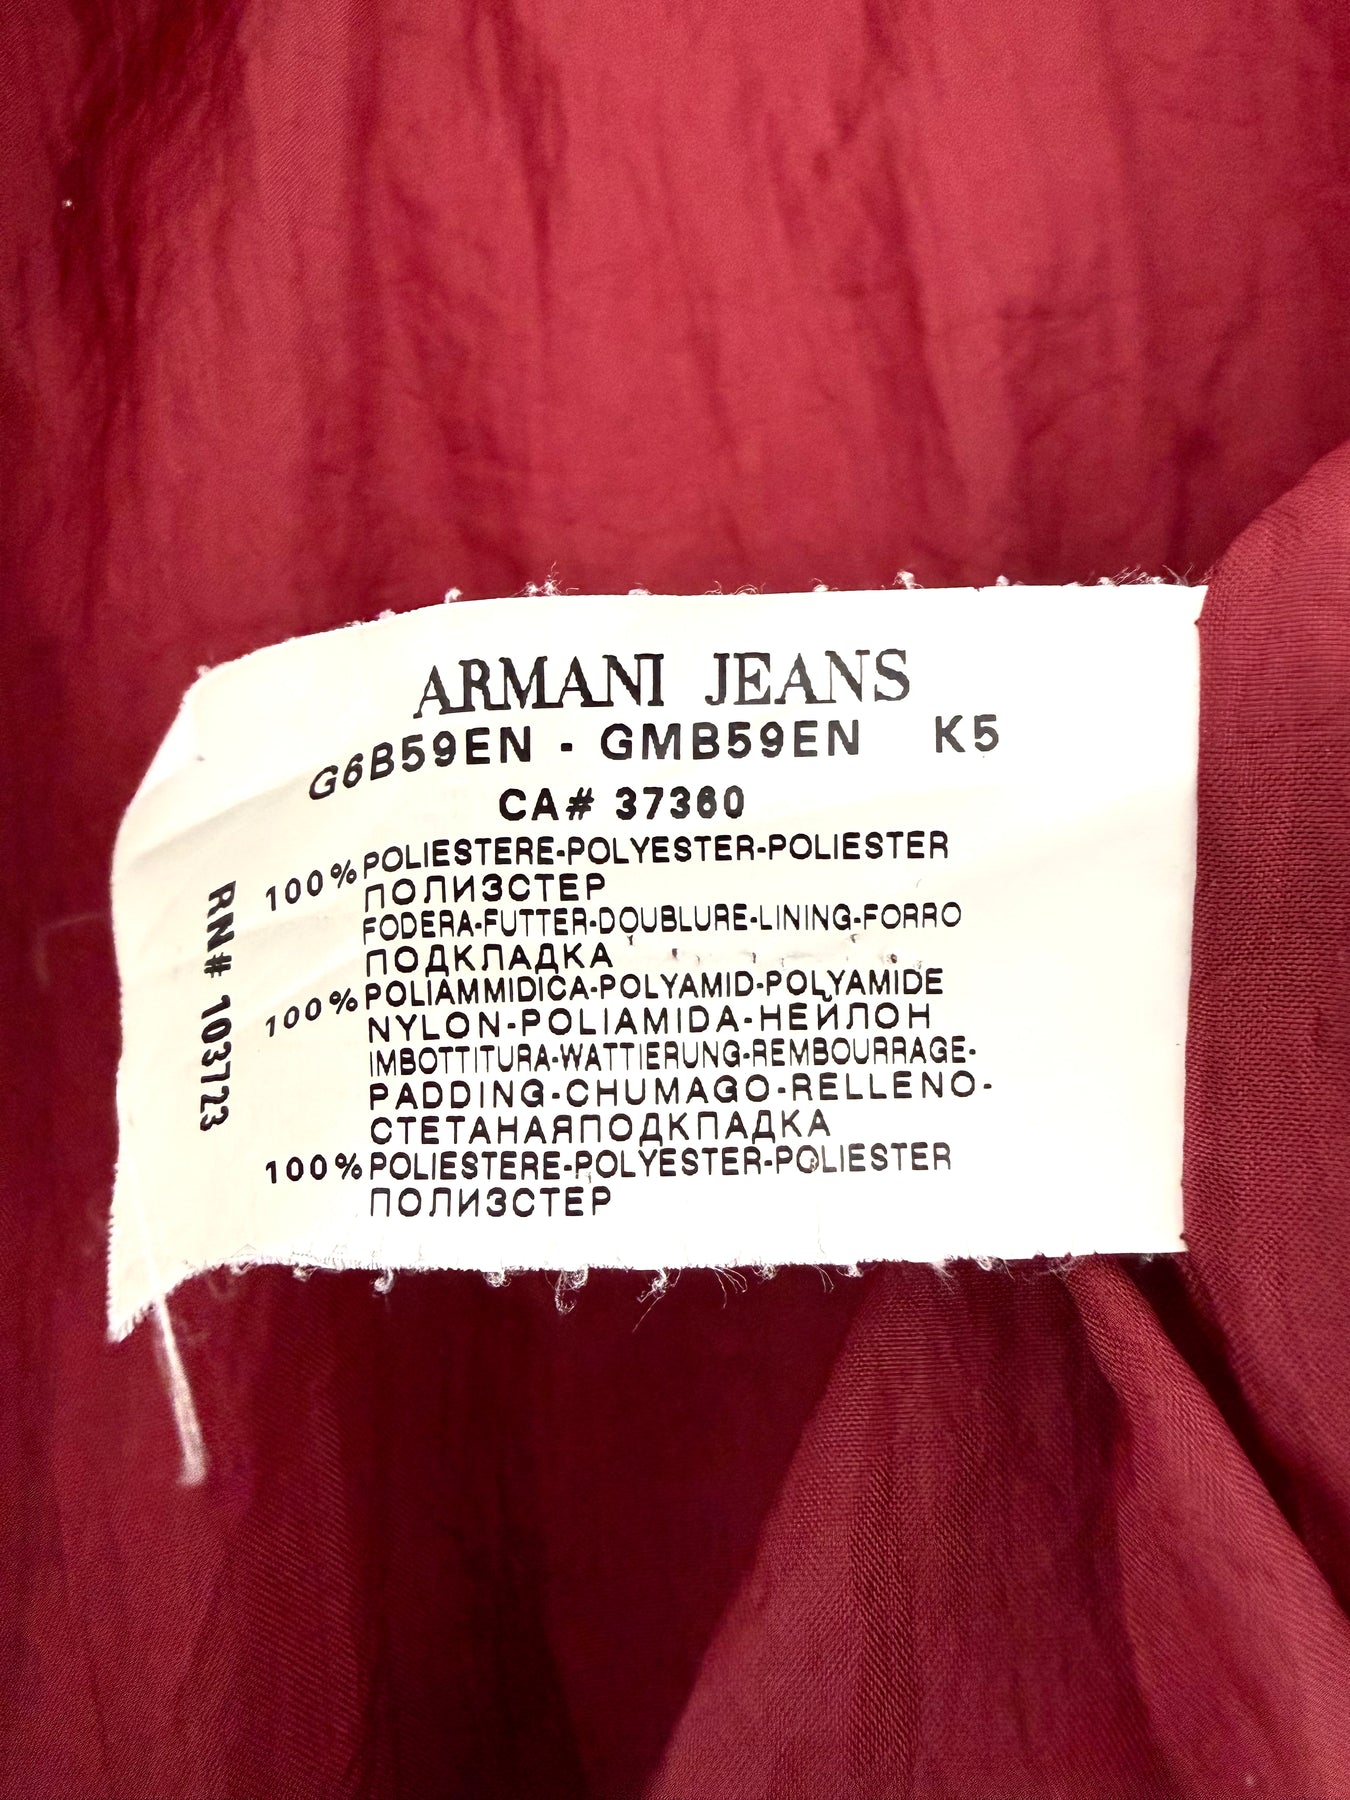 ARMANI JEANS
G6B59EN - GMB59EN K5
CA# 37360
100% POLIESTERE-POLYESTER-POLIESTER
ПОЛИЗСТЕР
FODERA-FUTTER-DOUBLURE-LINING-FORRO
ПОДКЛАДКА
100% POLIAMMIDICA-POLYAMID-POLYAMIDE
NYLON-POLIAMIDA-НЕЙЛОН
IMBOTTITURA-WATTIERUNG-REMBOURRAGE-
PADDING-CHUMAGO-RELLENO-
СТЕТАНАЯПОДКПАДКА
100% POLIESTERE-POLYESTER-POLIESTER
ПОЛИЗСТЕР
RN# 103723